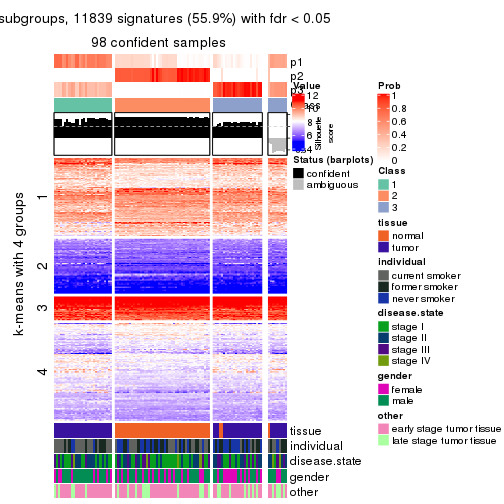 subgroups, 11839 signatures (55.9%) with fdr < 0.05
98 confident samples
p1
p2
p3
Class
k-means with 4 groups
1
2
3
4
tissue
individual
disease.state
gender
other
Value
12
10
8
6
4
Silhouette
score
Status (barplots)
confident
ambiguous
Prob
1
0.8
0.6
0.4
0.2
0
Class
1
2
3
tissue
normal
tumor
individual
current smoker
former smoker
never smoker
disease.state
stage I
stage II
stage III
stage IV
gender
female
male
other
early stage tumor tissue
late stage tumor tissue